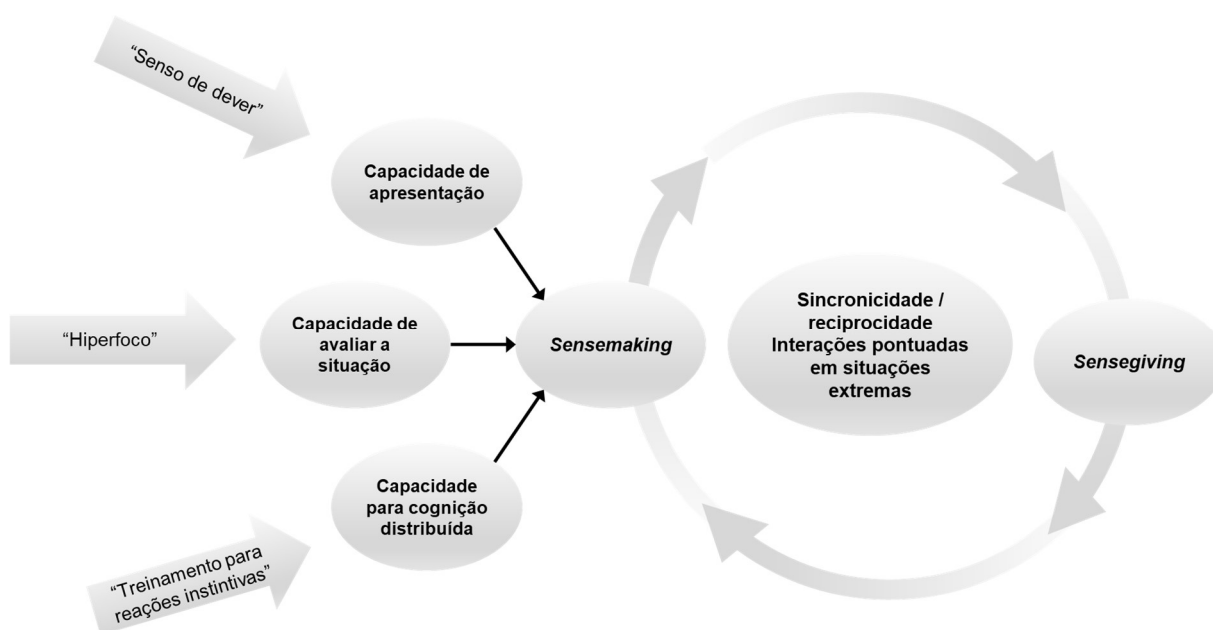 “Senso de dever”
Capacidade de
apresentação
“Hiperfoco”
Capacidade de
avaliar a
situação
Sensemaking
Sincronicidade /
reciprocidade
Interações pontuadas
em situações
extremas
Sensegiving
Capacidade
para cognição
distribuída
“Treinamento para
reações instintivas”